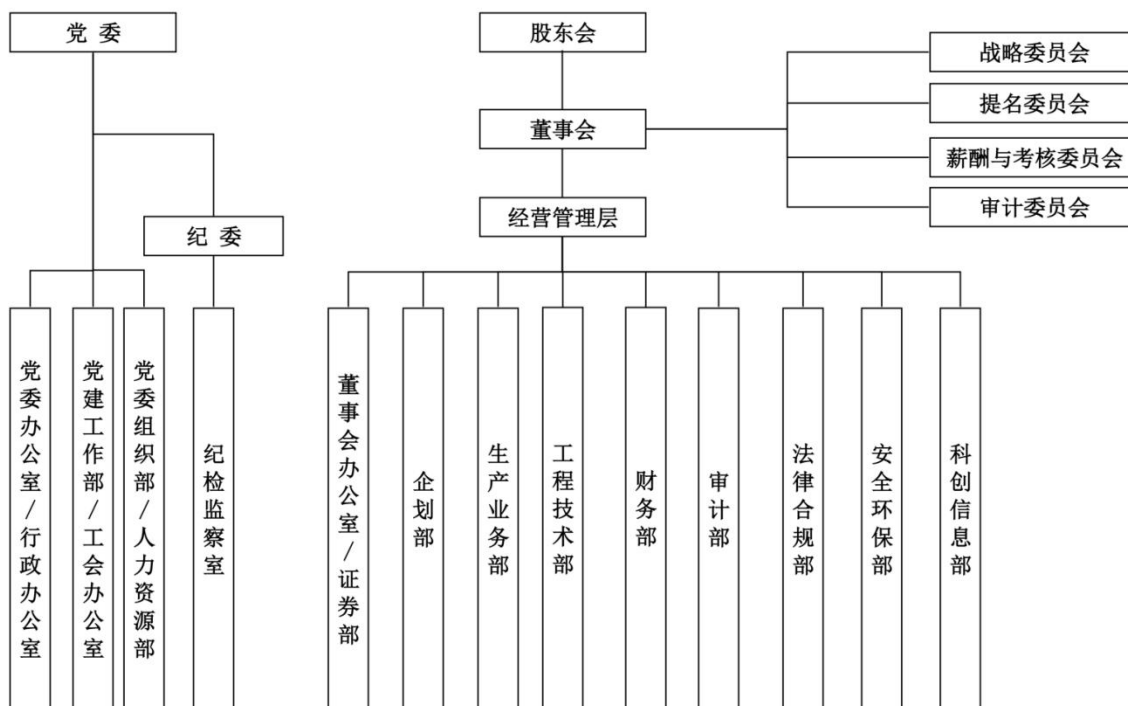 党 委
股东会
战略委员会
提名委员会
董事会
薪酬与考核委员会
审计委员会
经营管理层
纪 委
党委办公室/行政办公室
党建工作部/工会办公室
党委组织部/人力资源部
纪检监察室
董事会办公室/证券部
企划部
生产业务部
工程技术部
财务部
审计部
法律合规部
安全环保部
科创信息部